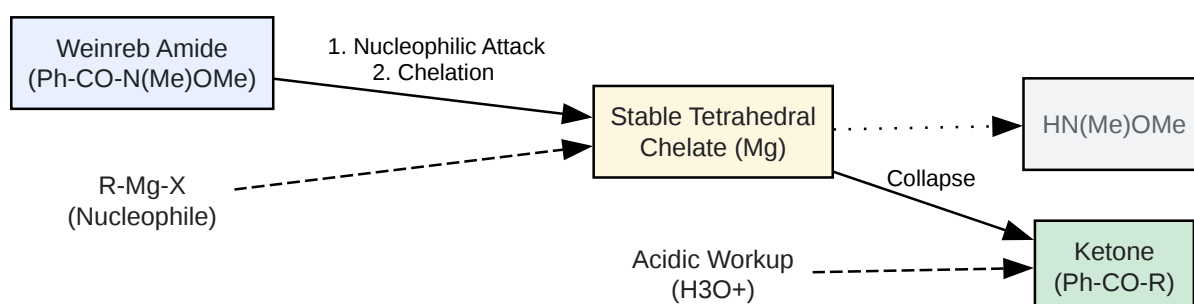 Weinreb Amide
(Ph-CO-N(Me)OMe)
1. Nucleophilic Attack
2. Chelation
R-Mg-X
(Nucleophile)
Stable Tetrahedral
Chelate (Mg)
HN(Me)OMe
Collapse
Acidic Workup
(H3O+)
Ketone
(Ph-CO-R)